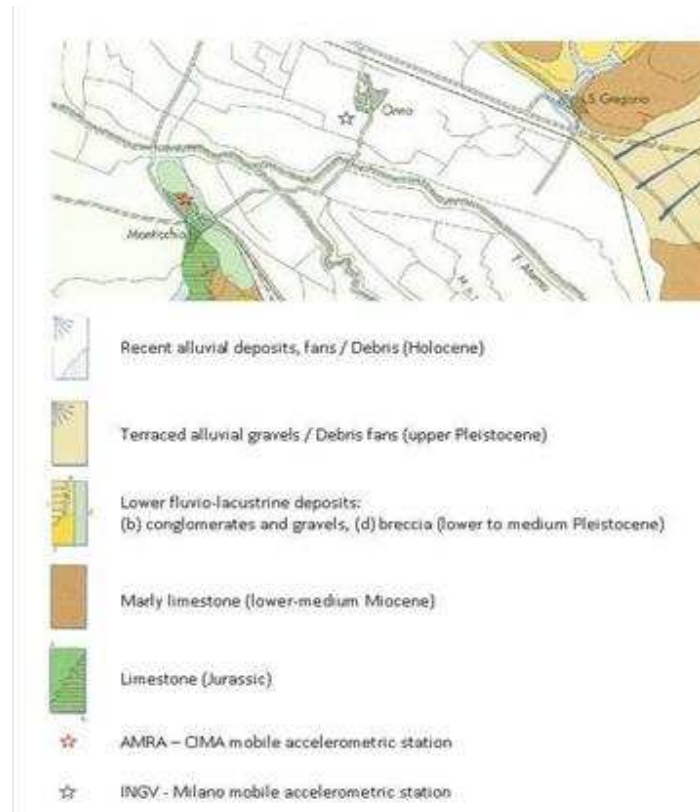 Onna
S. Gregorio
Monticchio
F. Aterno
Recent alluvial deposits, fans / Debris (Holocene)
Terraced alluvial gravels / Debris fans (upper Pleistocene)
Lower fluvio-lacustrine deposits:
(b) conglomerates and gravels, (d) breccia (lower to medium Pleistocene)
Marly limestone (lower-medium Miocene)
Limestone (Jurassic)
AMRA – CIMA mobile accelerometric station
INGV - Milano mobile accelerometric station